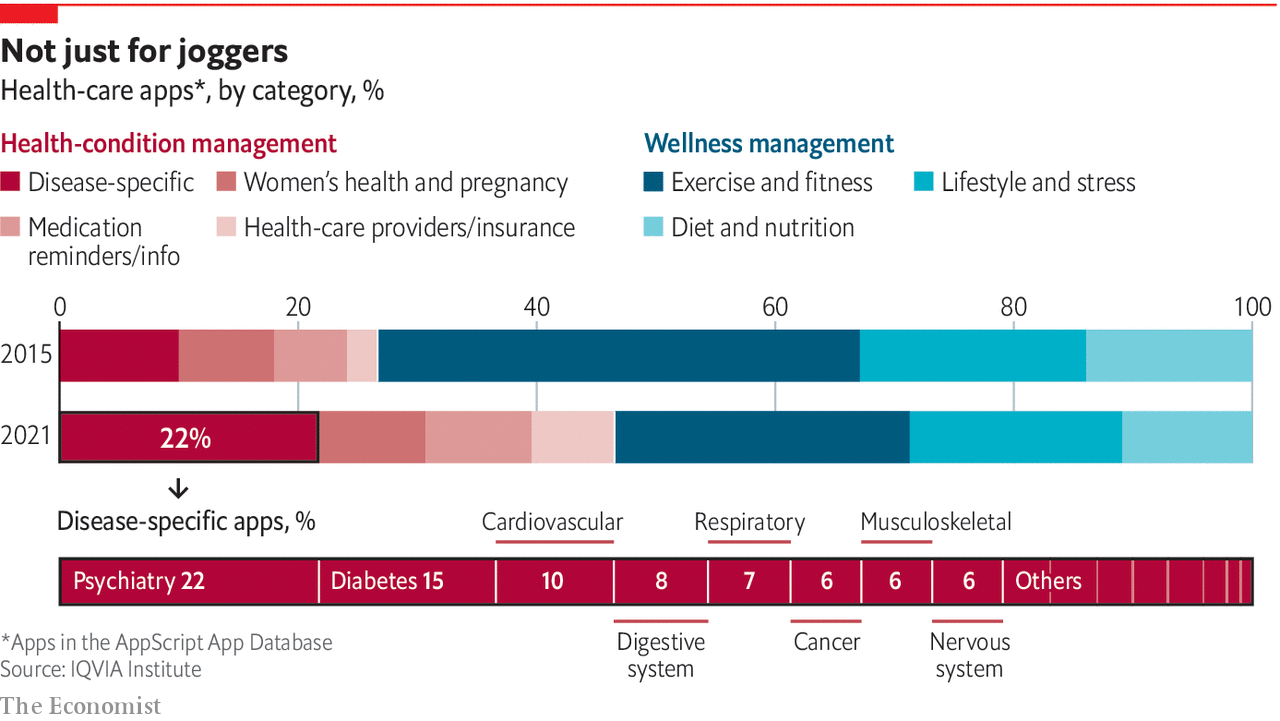 Not just for joggers
Health-care apps*, by category, %
Health-condition management
Disease-specific
Women’s health and pregnancy
Medication
reminders/info
Health-care providers/insurance
Wellness management
Exercise and fitness
Lifestyle and stress
Diet and nutrition
0 20 40 60 80 100
2015
2021
22%
Disease-specific apps, %
Cardiovascular
Respiratory
Musculoskeletal
Psychiatry 22
Diabetes 15
10
8
7
6
6
6
Others
Digestive
system
Cancer
Nervous
system
*Apps in the AppScript App Database
Source: IQVIA Institute
The Economist